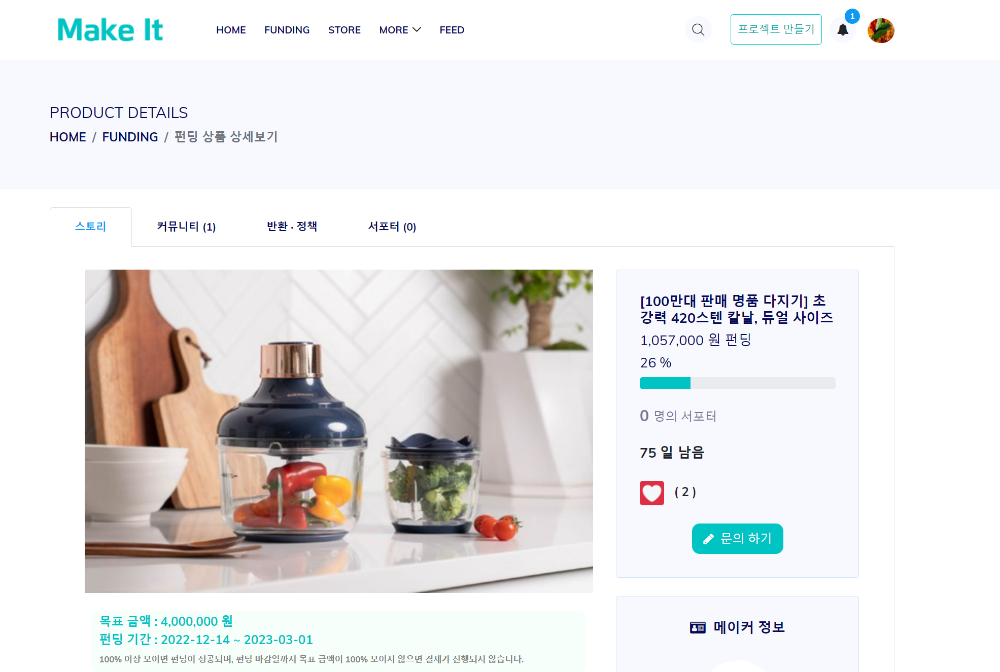 Make It
HOME
FUNDING
STORE
MORE
FEED
프로젝트 만들기
1
PRODUCT DETAILS
HOME / FUNDING / 펀딩 상품 상세보기
스토리
커뮤니티 (1)
반환 · 정책
서포터 (0)
[100만대 판매 명품 다지기] 초
강력 420스텐 칼날, 듀얼 사이즈
1,057,000 원 펀딩
26 %
0 명의 서포터
75 일 남음
( 2 )
문의 하기
목표 금액 : 4,000,000 원
펀딩 기간 : 2022-12-14 ~ 2023-03-01
100% 이상 모이면 펀딩이 성공되며, 펀딩 마감일까지 목표 금액이 100% 모이지 않으면 결제가 진행되지 않습니다.
메이커 정보